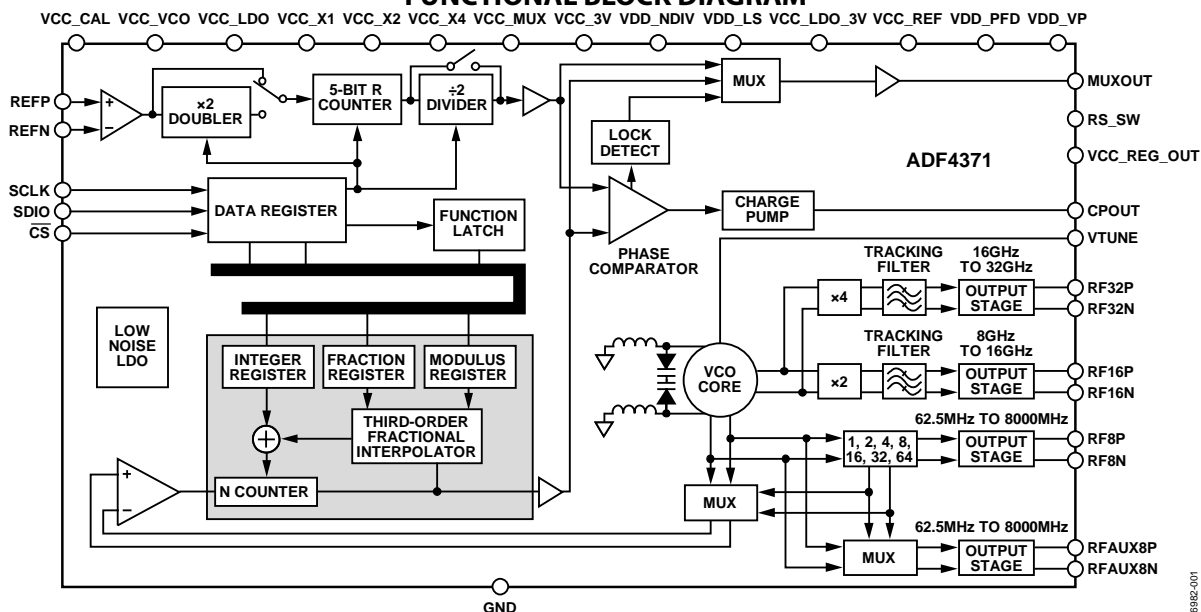 FUNCTIONAL BLOCK DIAGRAM
VCC_CAL VCC_VCO VCC_LDO VCC_X1 VCC_X2 VCC_X4 VCC_MUX VCC_3V VDD_NDIV VDD_LS VCC_LDO_3V VCC_REF VDD_PFD VDD_VP
REFP
REFN
×2
DOUBLER
5-BIT R
COUNTER
÷2
DIVIDER
MUX
MUXOUT
RS_SW
VCC_REG_OUT
LOCK
DETECT
ADF4371
SCLK
SDIO
CS
DATA REGISTER
FUNCTION
LATCH
PHASE
COMPARATOR
CHARGE
PUMP
CPOUT
VTUNE
LOW
NOISE
LDO
INTEGER
REGISTER
FRACTION
REGISTER
MODULUS
REGISTER
THIRD-ORDER
FRACTIONAL
INTERPOLATOR
+
−
N COUNTER
VCO
CORE
×4
TRACKING
FILTER
16GHz
TO 32GHz
OUTPUT
STAGE
RF32P
RF32N
×2
TRACKING
FILTER
8GHz
TO 16GHz
OUTPUT
STAGE
RF16P
RF16N
1, 2, 4, 8,
16, 32, 64
62.5MHz TO 8000MHz
OUTPUT
STAGE
RF8P
RF8N
MUX
MUX
62.5MHz TO 8000MHz
OUTPUT
STAGE
RFAUX8P
RFAUX8N
GND
6982-001